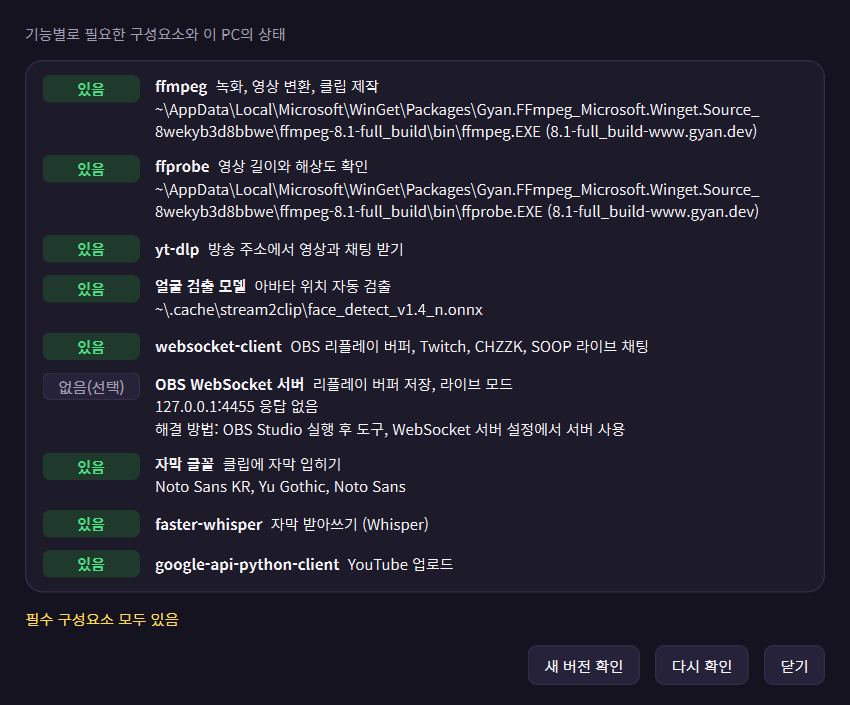 기능별로 필요한 구성요소와 이 PC의 상태
있음 ffmpeg 녹화, 영상 변환, 클립 제작
~\AppData\Local\Microsoft\WinGet\Packages\Gyan.FFmpeg_Microsoft.Winget.Source_
8wekyb3d8bbwe\ffmpeg-8.1-full_build\bin\ffmpeg.EXE (8.1-full_build-www.gyan.dev)
있음 ffprobe 영상 길이와 해상도 확인
~\AppData\Local\Microsoft\WinGet\Packages\Gyan.FFmpeg_Microsoft.Winget.Source_
8wekyb3d8bbwe\ffmpeg-8.1-full_build\bin\ffprobe.EXE (8.1-full_build-www.gyan.dev)
있음 yt-dlp 방송 주소에서 영상과 채팅 받기
있음 얼굴 검출 모델 아바타 위치 자동 검출
~\.cache\stream2clip\face_detect_v1.4_n.onnx
있음 websocket-client OBS 리플레이 버퍼, Twitch, CHZZK, SOOP 라이브 채팅
없음(선택) OBS WebSocket 서버 리플레이 버퍼 저장, 라이브 모드
127.0.0.1:4455 응답 없음
해결 방법: OBS Studio 실행 후 도구, WebSocket 서버 설정에서 서버 사용
있음 자막 글꼴 클립에 자막 입히기
Noto Sans KR, Yu Gothic, Noto Sans
있음 faster-whisper 자막 받아쓰기 (Whisper)
있음 google-api-python-client YouTube 업로드
필수 구성요소 모두 있음
새 버전 확인 다시 확인 닫기